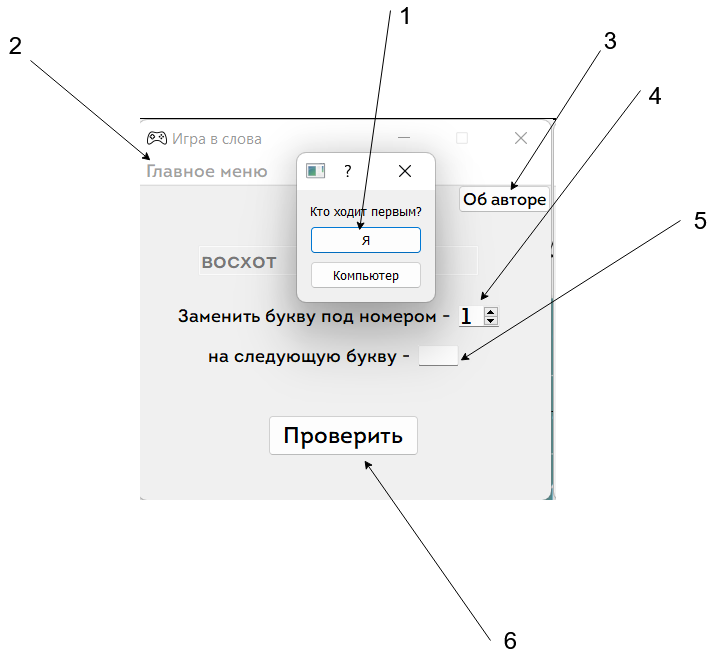 1
2
3
4
Игра в слова
Главное меню
?
Об авторе
Кто ходит первым?
Я
5
восхот
Компьютер
Заменить букву под номером - 1
на следующую букву -
Проверить
6